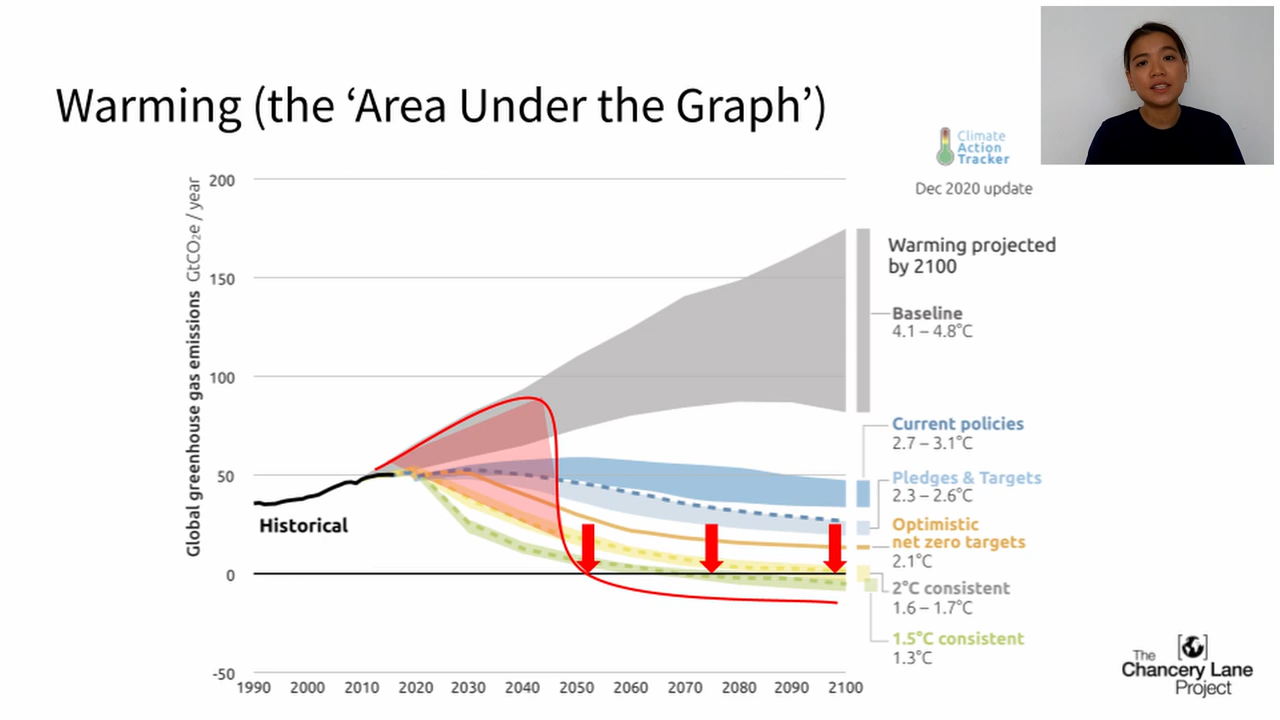 Warming (the ‘Area Under the Graph’)
Climate
Action
Tracker
Dec 2020 update
Global greenhouse gas emissions GtCO2e / year
200
150
100
50
0
-50
1990 2000 2010 2020 2030 2040 2050 2060 2070 2080 2090 2100
Historical
Warming projected
by 2100
Baseline
4.1 – 4.8°C
Current policies
2.7 – 3.1°C
Pledges & Targets
2.3 – 2.6°C
Optimistic
net zero targets
2.1°C
2°C consistent
1.6 – 1.7°C
1.5°C consistent
1.3°C
The
Chancery Lane
Project